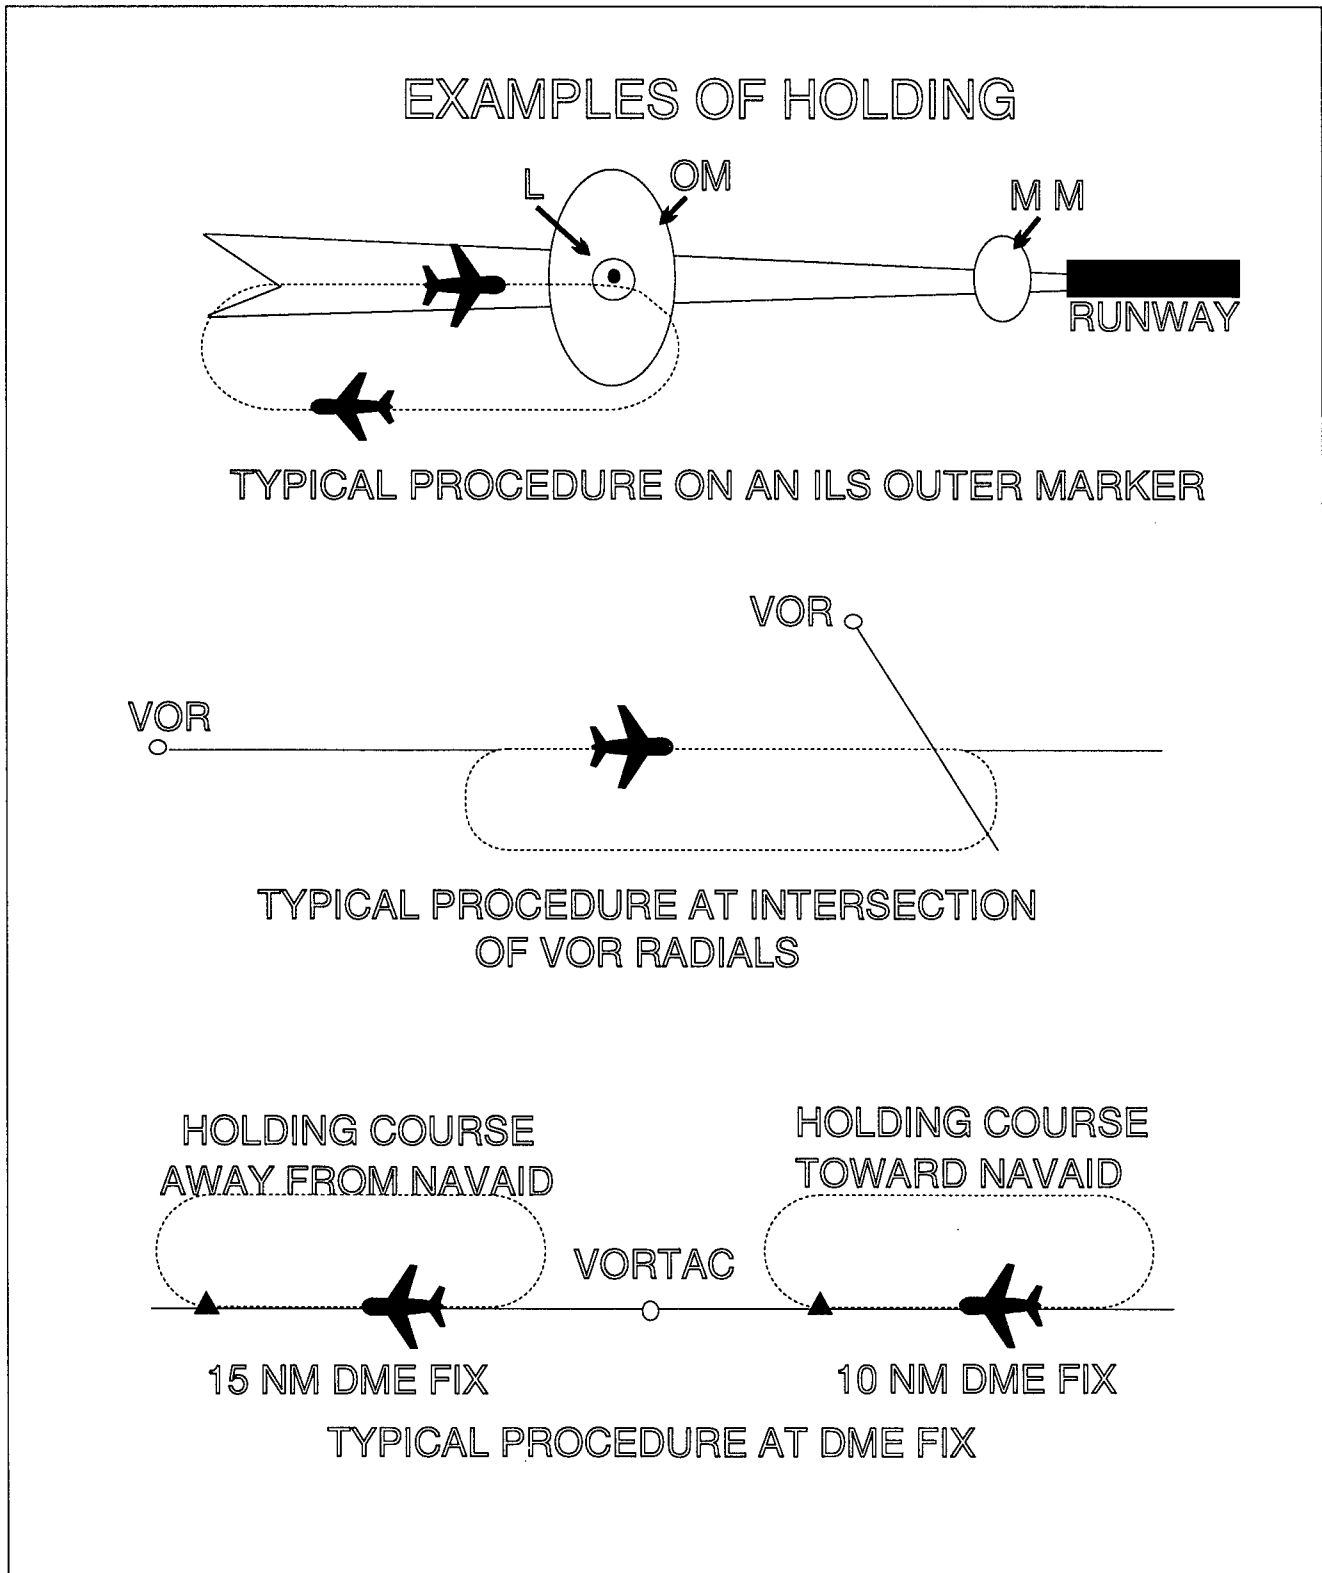 EXAMPLES OF HOLDING
L
OM
M M
RUNWAY
TYPICAL PROCEDURE ON AN ILS OUTER MARKER
VOR
VOR
TYPICAL PROCEDURE AT INTERSECTION
OF VOR RADIALS
HOLDING COURSE
AWAY FROM NAVAID
HOLDING COURSE
TOWARD NAVAID
VORTAC
15 NM DME FIX
10 NM DME FIX
TYPICAL PROCEDURE AT DME FIX